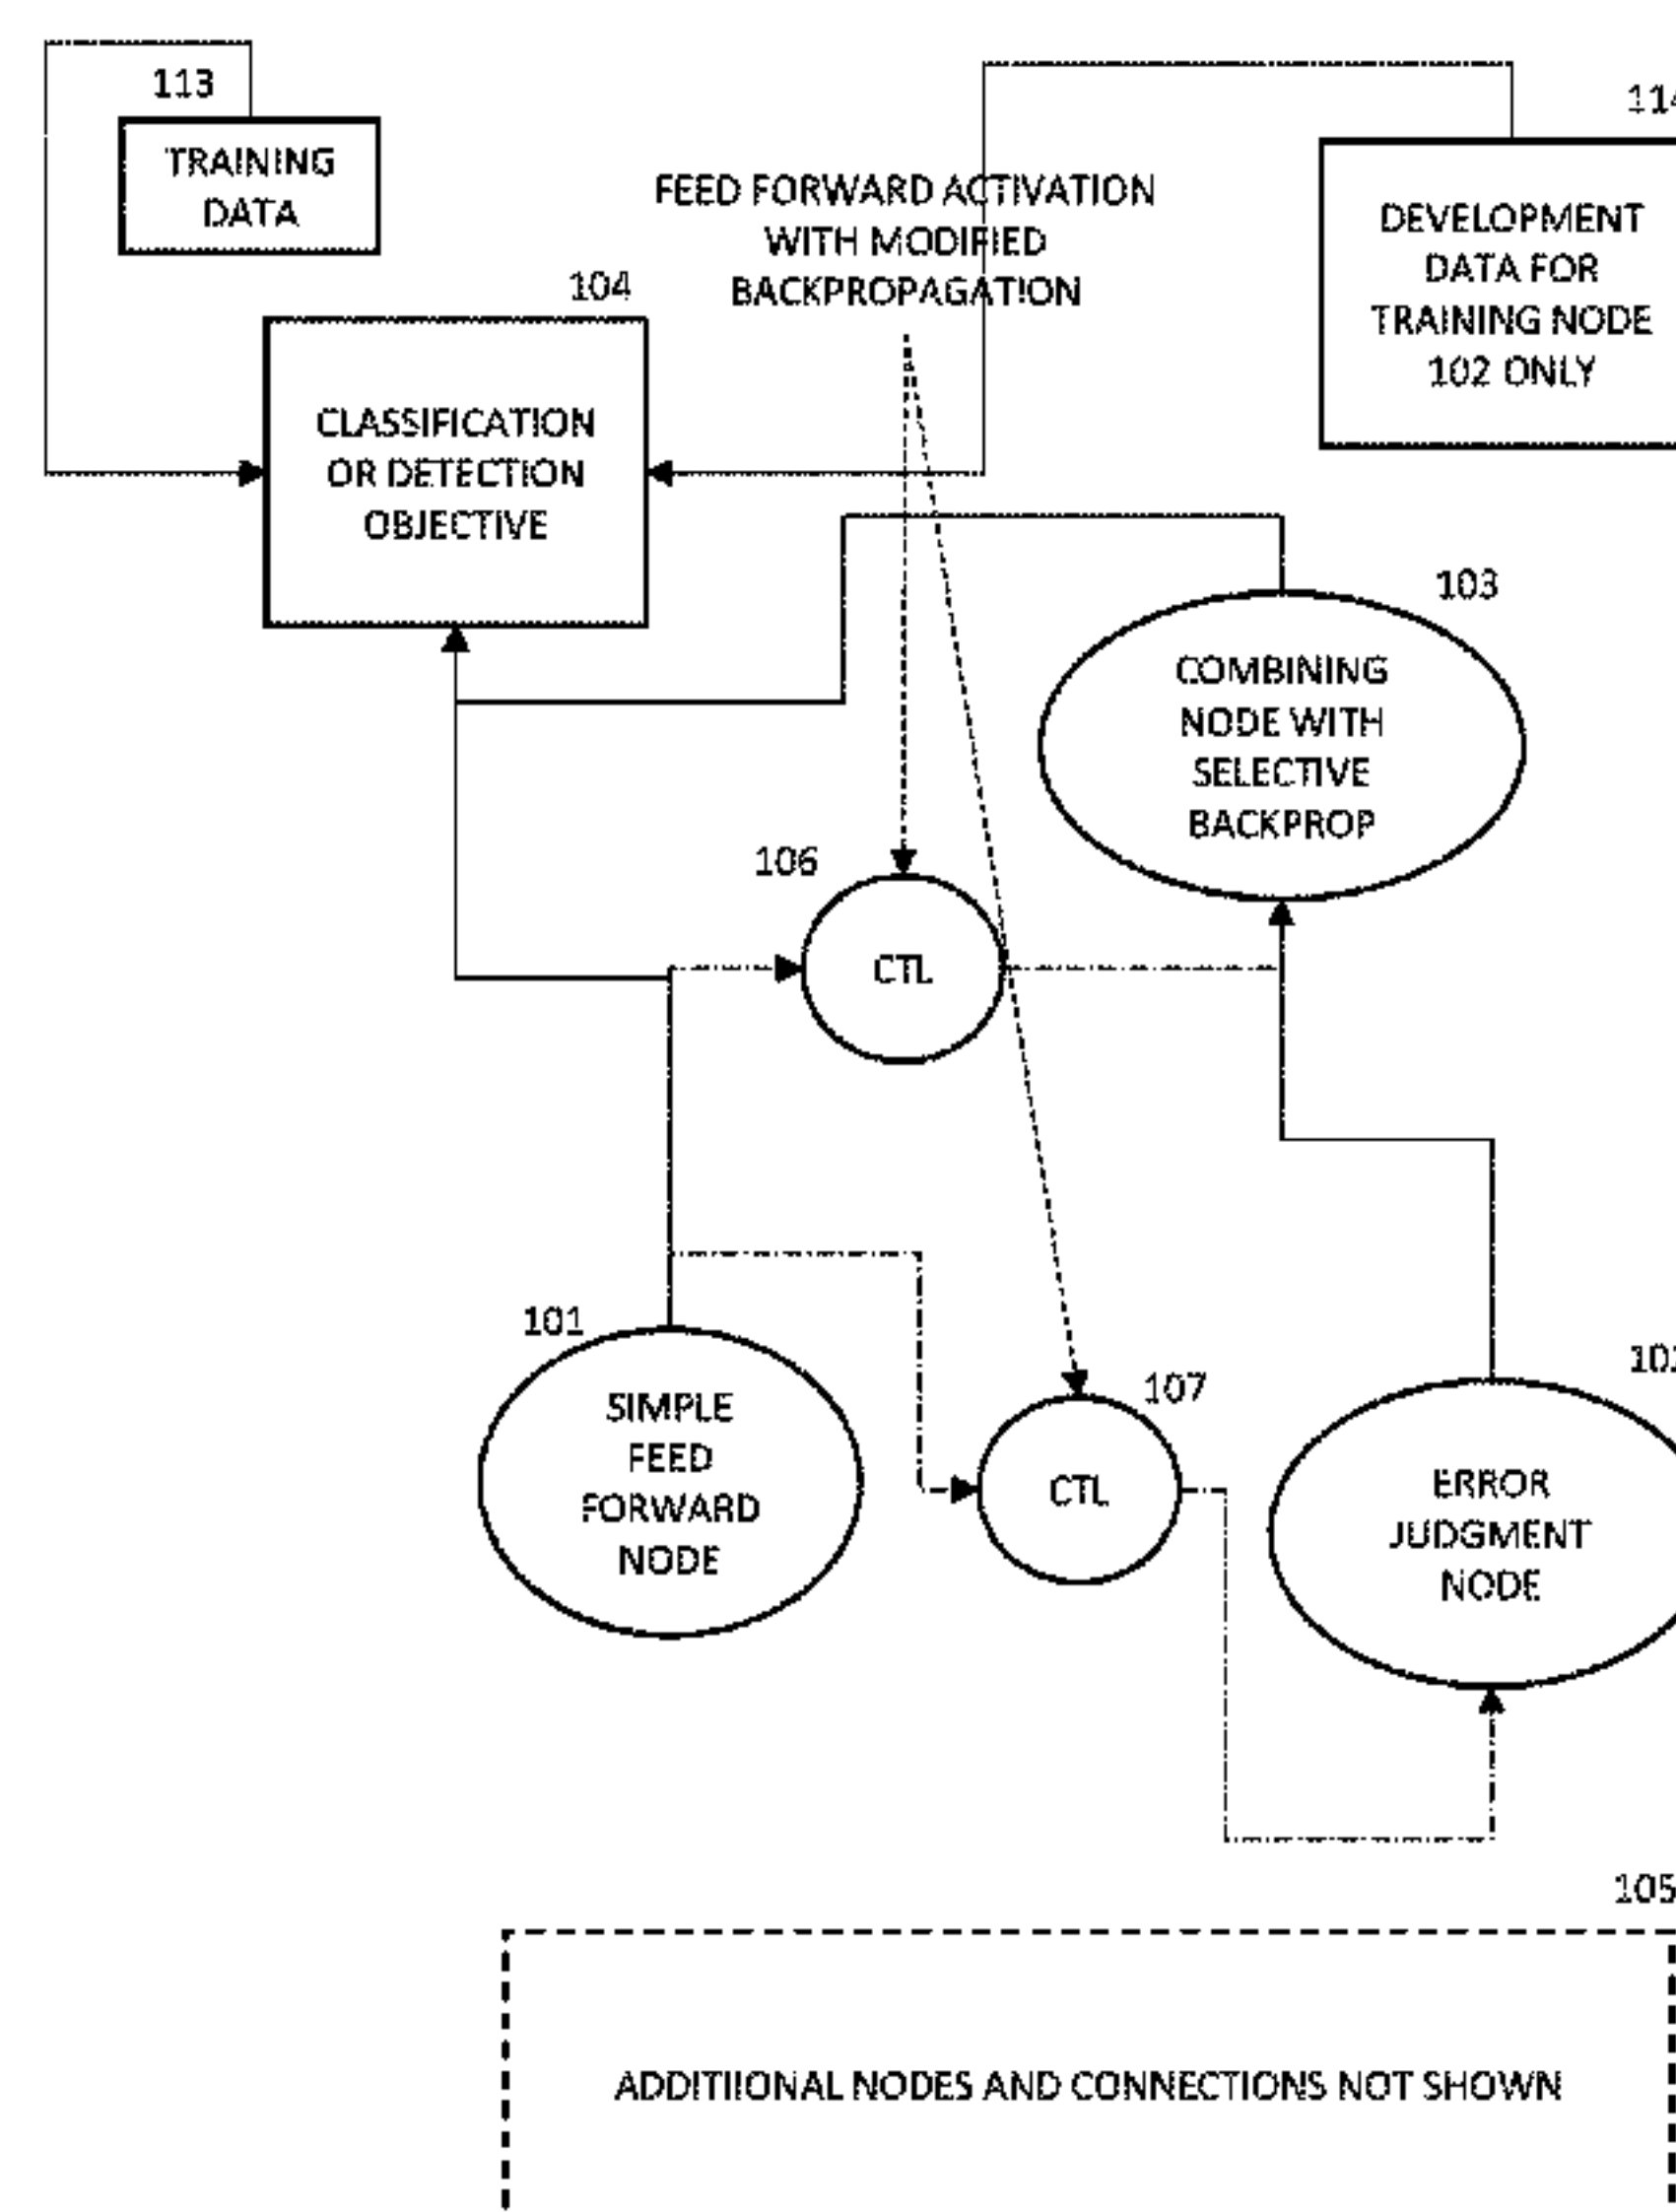 113
TRAINING
DATA
114
DEVELOPMENT
DATA FOR
TRAINING NODE
102 ONLY
FEED FORWARD ACTIVATION
WITH MODIFIED
BACKPROPAGATION
104
CLASSIFICATION
OR DETECTION
OBJECTIVE
103
COMBINING
NODE WITH
SELECTIVE
BACKPROP
106
CTL
101
SIMPLE
FEED
FORWARD
NODE
107
CTL
102
ERROR
JUDGMENT
NODE
105
ADDITIIONAL NODES AND CONNECTIONS NOT SHOWN